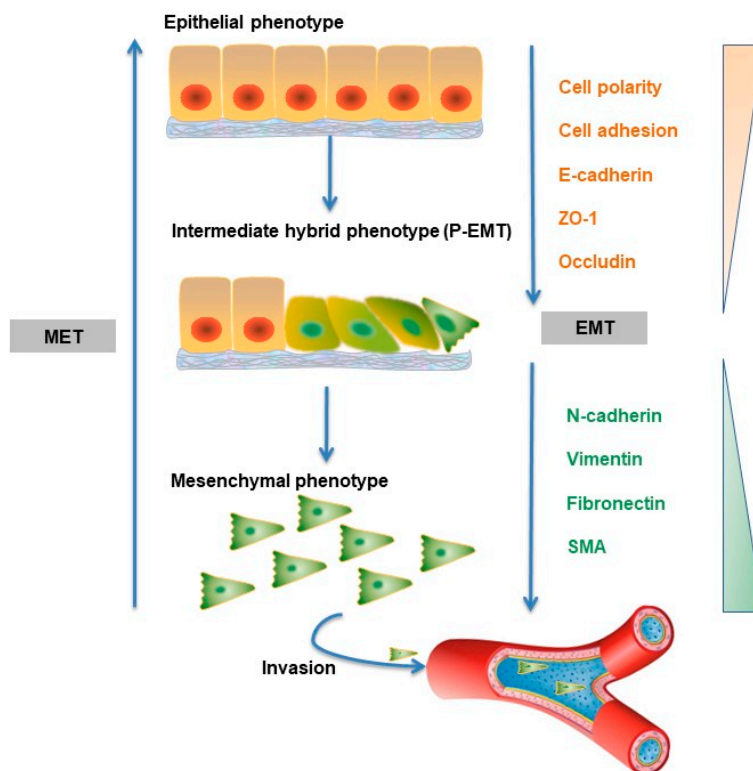 Epithelial phenotype
Cell polarity
Cell adhesion
E-cadherin
ZO-1
Occludin
Intermediate hybrid phenotype (P-EMT)
MET
EMT
N-cadherin
Vimentin
Fibronectin
SMA
Mesenchymal phenotype
Invasion